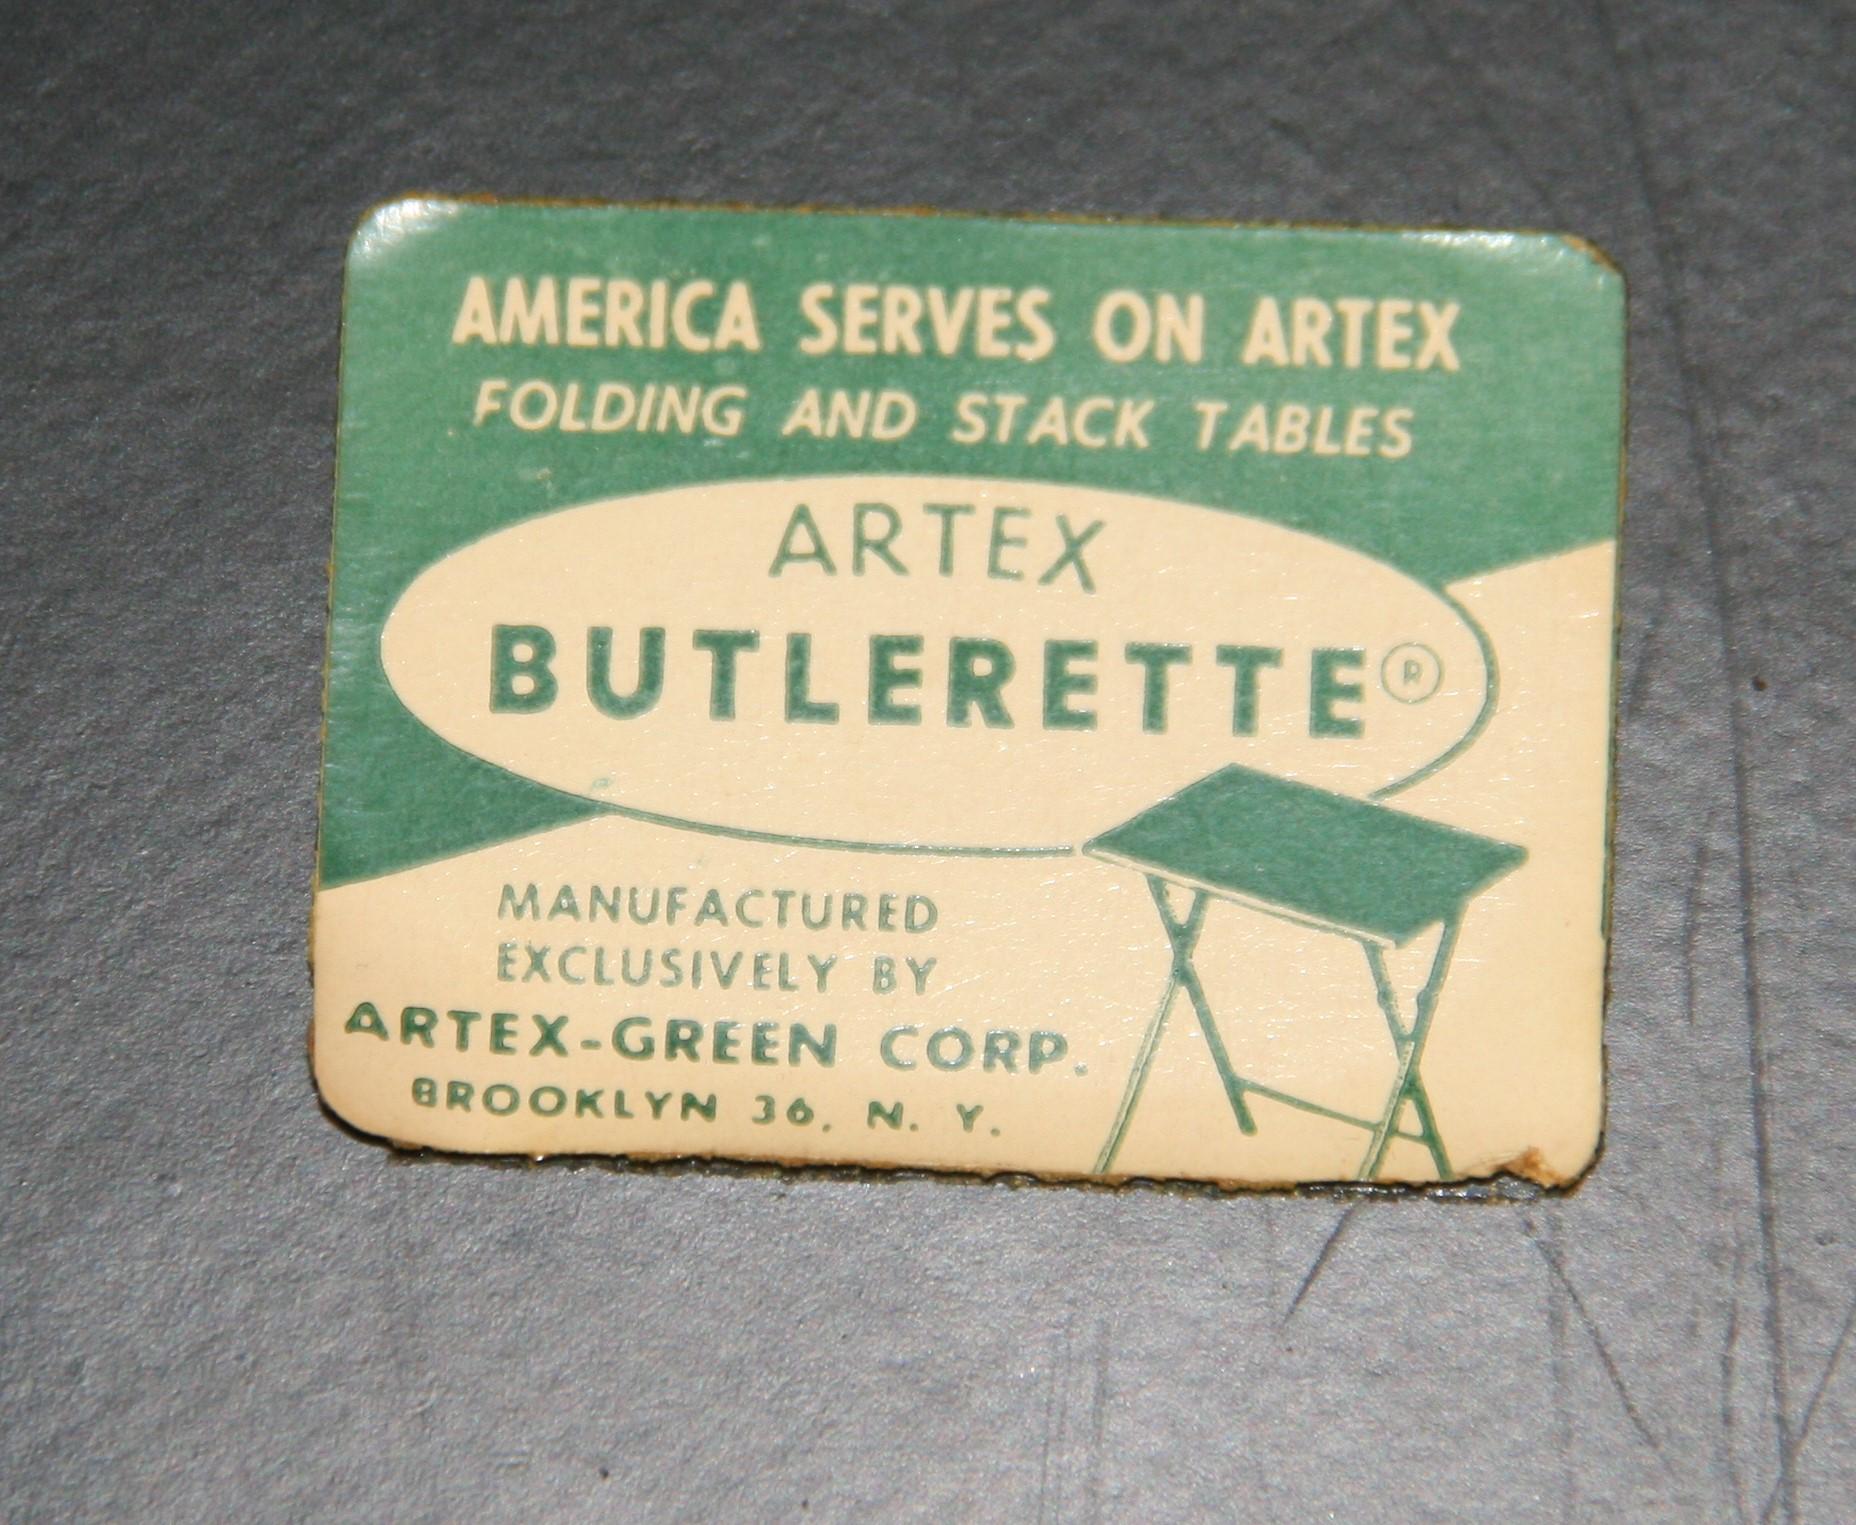 AMERICA SERVES ON ARTEX
FOLDING AND STACK TABLES
ARTEX
BUTLERETTE®
MANUFACTURED
EXCLUSIVELY BY
ARTEX-GREEN CORP.
BROOKLYN 36, N. Y.